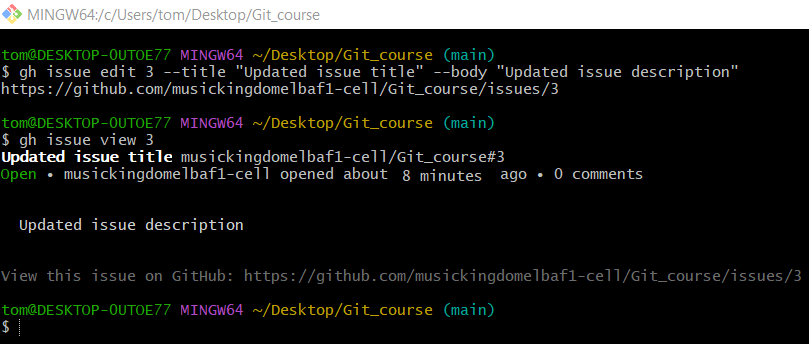 MINGW64:/c/Users/tom/Desktop/Git_course
tom@DESKTOP-OUTOE77 MINGW64 ~/Desktop/Git_course (main)
$ gh issue edit 3 --title "Updated issue title" --body "Updated issue description"
https://github.com/musickingdomelbaf1-cell/Git_course/issues/3
tom@DESKTOP-OUTOE77 MINGW64 ~/Desktop/Git_course (main)
$ gh issue view 3
Updated issue title musickingdomelbaf1-cell/Git_course#3
Open • musickingdomelbaf1-cell opened about 8 minutes ago • 0 comments
Updated issue description
View this issue on GitHub: https://github.com/musickingdomelbaf1-cell/Git_course/issues/3
tom@DESKTOP-OUTOE77 MINGW64 ~/Desktop/Git_course (main)
$